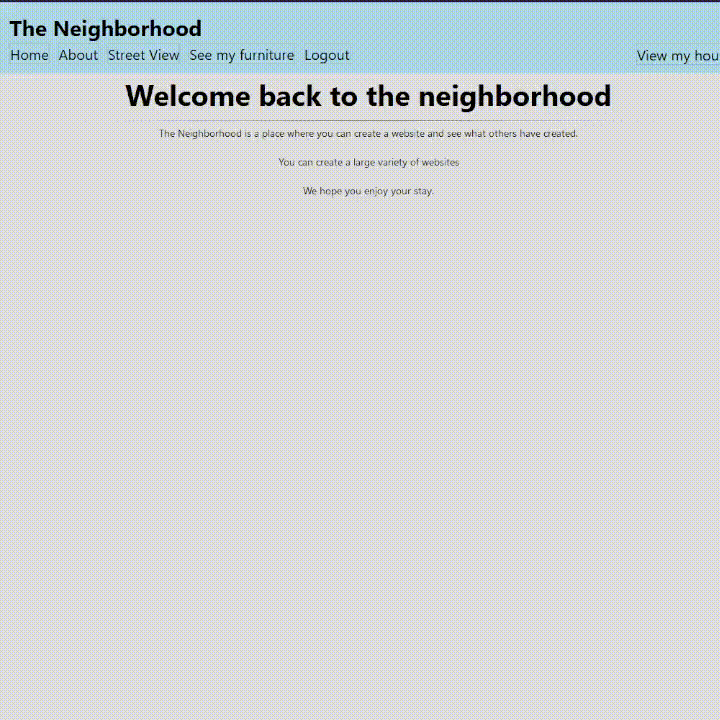 The Neighborhood
Home About Street View See my furniture Logout View my hou
Welcome back to the neighborhood
The Neighborhood is a place where you can create a website and see what others have created.
You can create a large variety of websites
We hope you enjoy your stay.